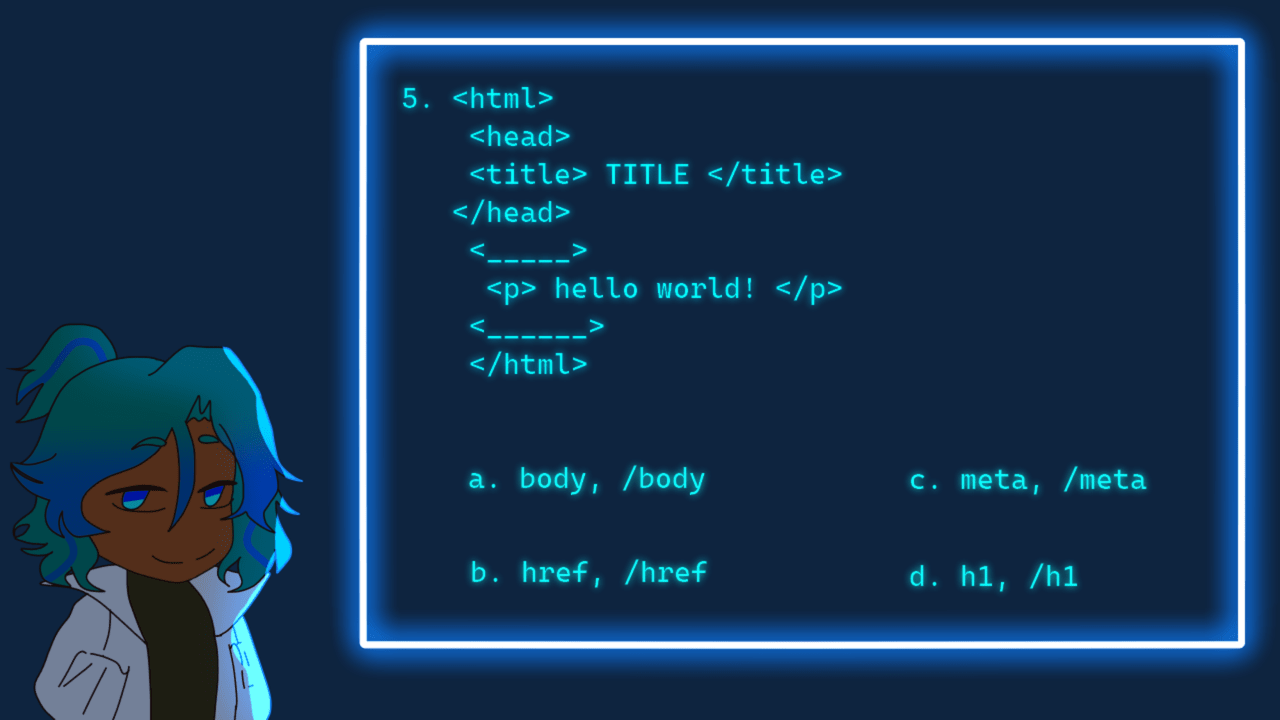 5. <html>
<head>
<title> TITLE </title>
</head>
<_____>
<p> hello world! </p>
<______>
</html>
a. body, /body
c. meta, /meta
b. href, /href
d. h1, /h1